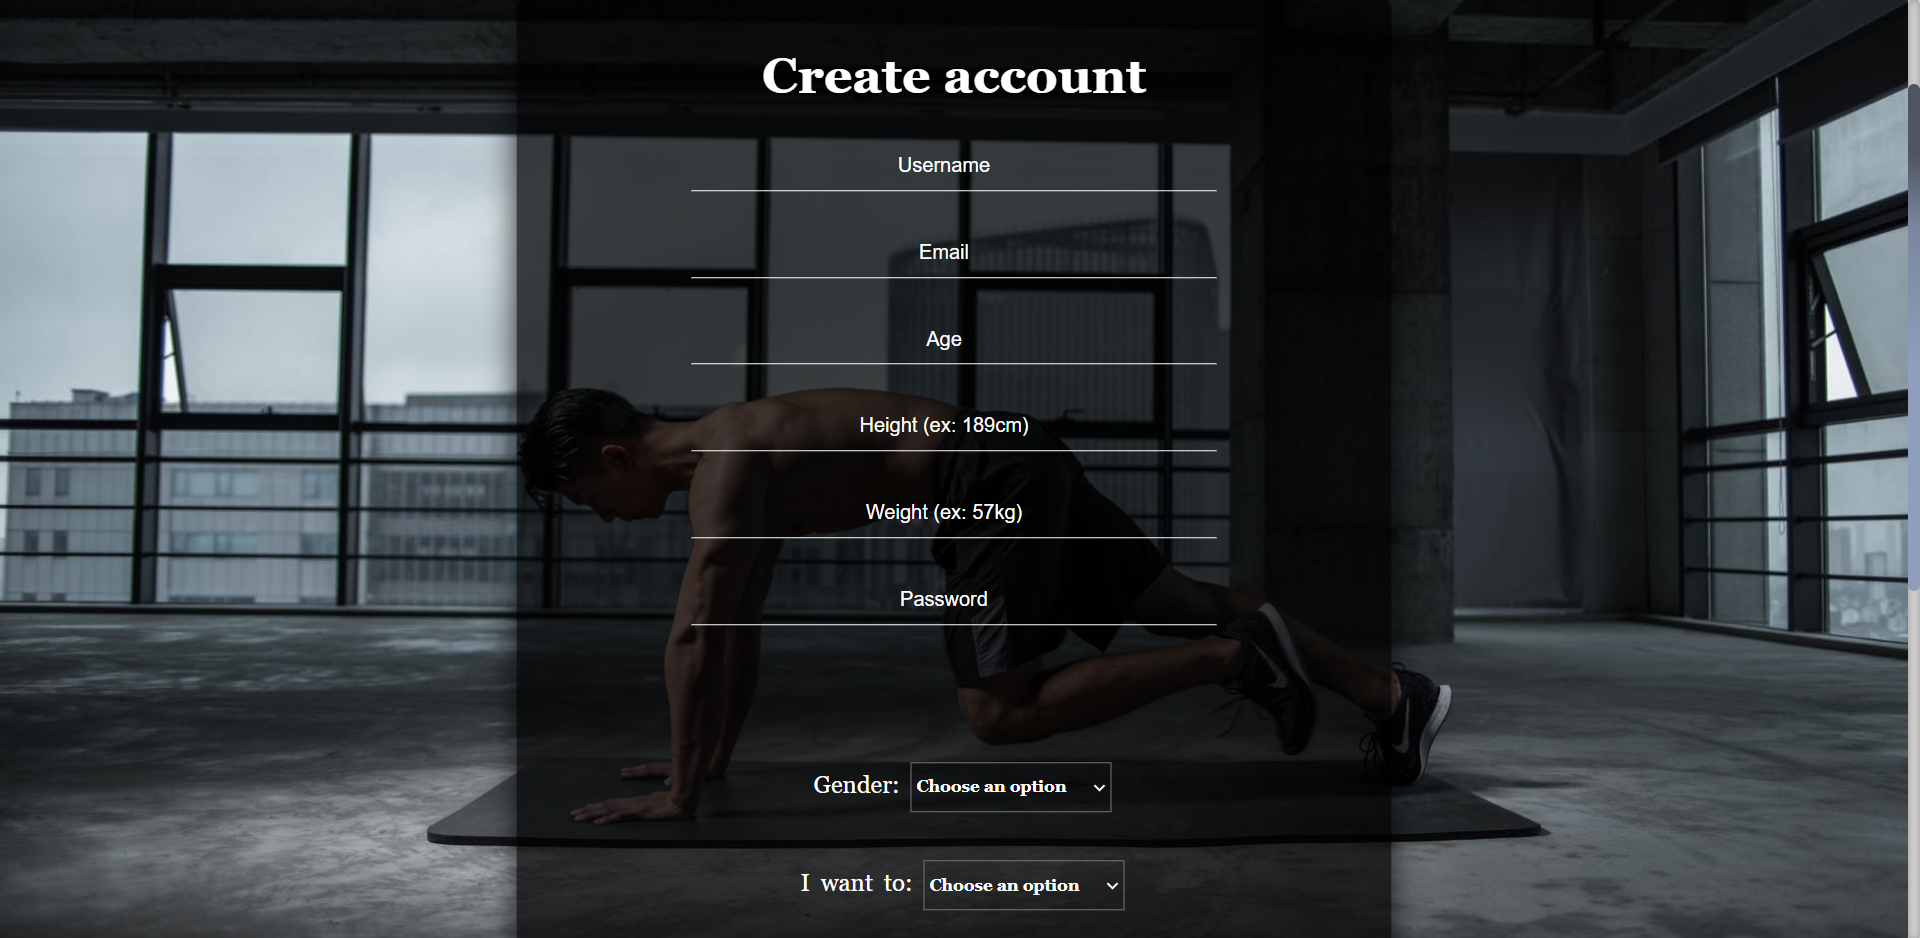 Create account
Username
Email
Age
Height (ex: 189cm)
Weight (ex: 57kg)
Password
Gender: Choose an option
I want to: Choose an option